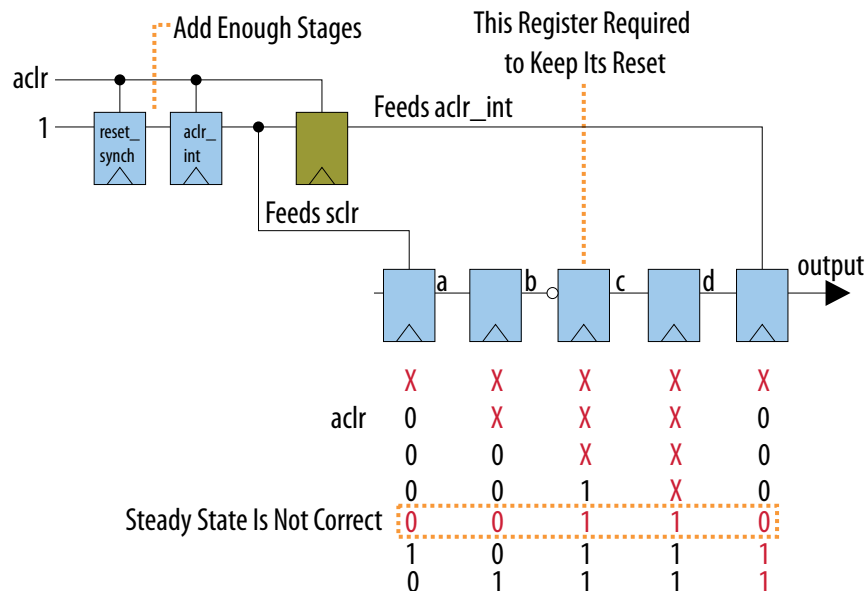 Add Enough Stages
This Register Required
to Keep Its Reset
aclr
1
reset_
synch
aclr_
int
Feeds aclr_int
Feeds sclr
a
b
c
d
output
X X X X X
aclr 0 X X X 0
0 0 X X 0
0 0 1 X 0
Steady State Is Not Correct 0 0 1 1 0
1 0 1 1 1
0 1 1 1 1